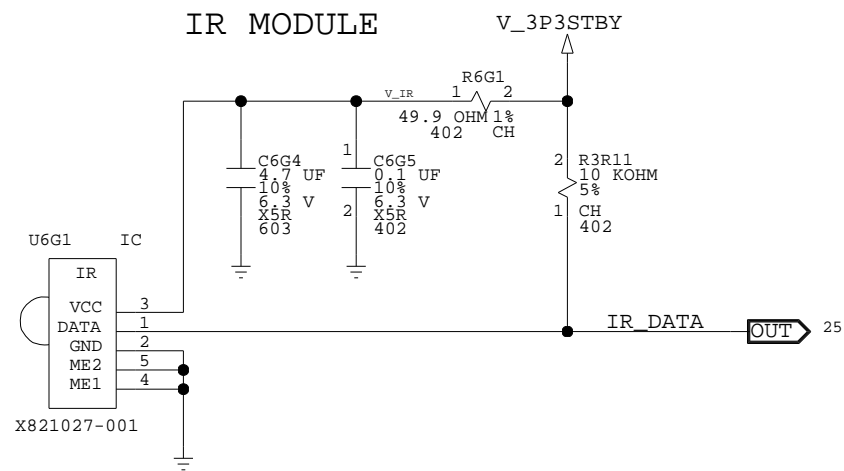 IR MODULE
V_3P3STBY
R6G1
V_IR
1
2
49.9 OHM 1%
402 CH
1
C6G4
4.7 UF
10%
6.3 V
X5R
603
C6G5
0.1 UF
10%
6.3 V
2
X5R
402
2
R3R11
10 KOHM
5%
1
CH
402
U6G1 IC
IR
VCC 3
DATA 1
GND 2
ME2 5
ME1 4
X821027-001
IR_DATA
OUT
25